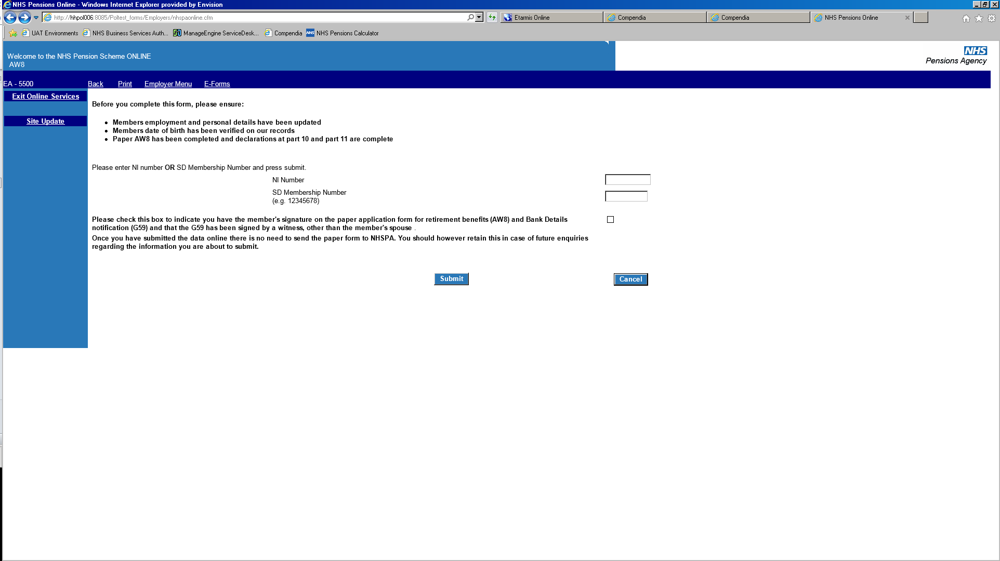 NHS Pensions Online - Windows Internet Explorer provided by Envision
http://hhpol006:8085/Poltest_forms/Employers/nhspaonline.cfm
Etarmis Online
Compendia
Compendia
NHS Pensions Online
UAT Environments
NHS Business Services Auth...
ManageEngine ServiceDesk...
Compendia
NHS NHS Pensions Calculator
Welcome to the NHS Pension Scheme ONLINE
AW8
NHS
Pensions Agency
EA - 5500
Back
Print
Employer Menu
E-Forms
Exit Online Services
Site Update
Before you complete this form, please ensure:
• Members employment and personal details have been updated
• Members date of birth has been verified on our records
• Paper AW8 has been completed and declarations at part 10 and part 11 are complete
Please enter NI number OR SD Membership Number and press submit.
NI Number
SD Membership Number
(e.g. 12345678)
Please check this box to indicate you have the member's signature on the paper application form for retirement benefits (AW8) and Bank Details
notification (G59) and that the G59 has been signed by a witness, other than the member's spouse .
Once you have submitted the data online there is no need to send the paper form to NHSPA. You should however retain this in case of future enquiries
regarding the information you are about to submit.
Submit
Cancel